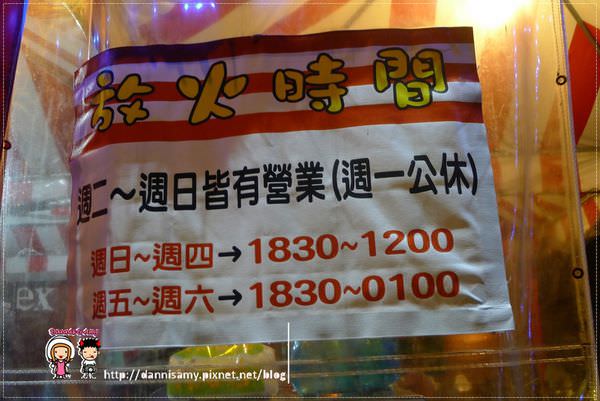 放火時間
週二～週日皆有營業(週一公休)
週日~週四→1830~1200
週五~週六→1830~0100
ex
http://dannisamy.pixnet.net/blog